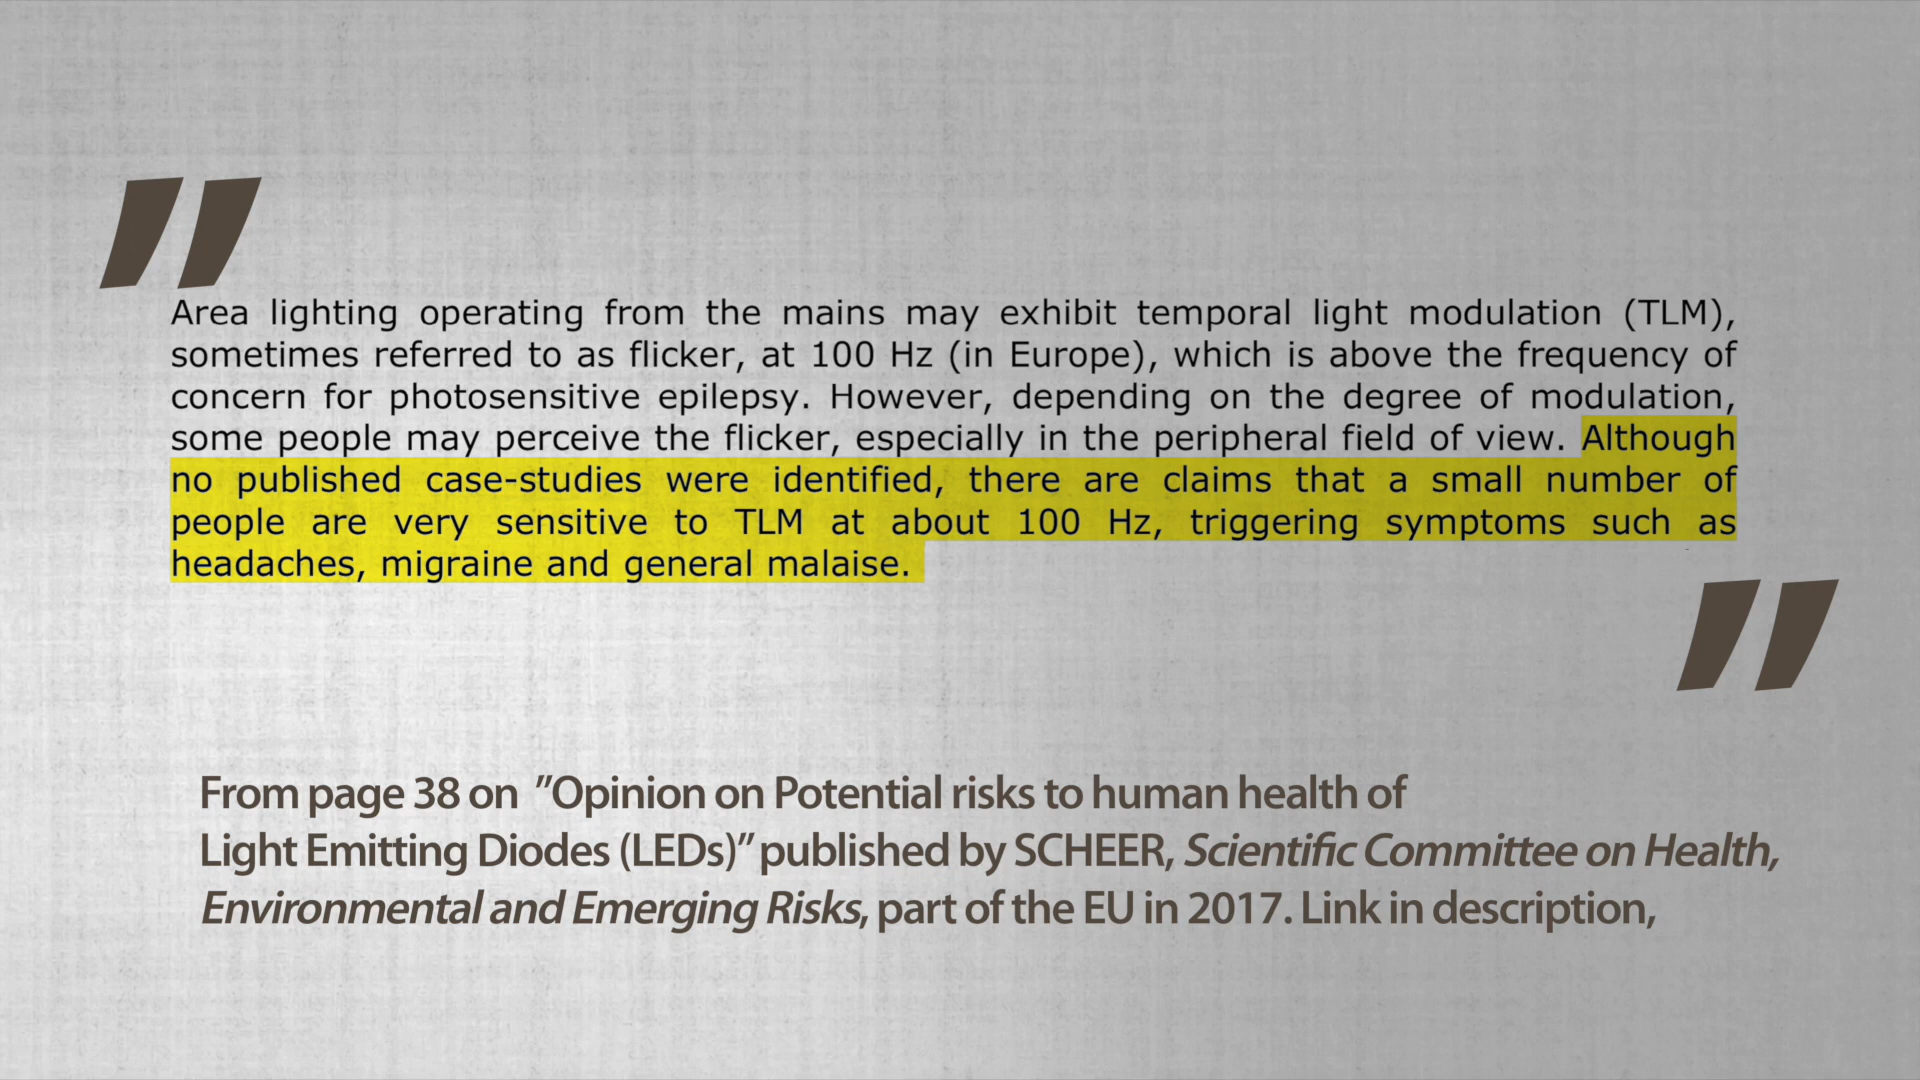 "
Area lighting operating from the mains may exhibit temporal light modulation (TLM),
sometimes referred to as flicker, at 100 Hz (in Europe), which is above the frequency of
concern for photosensitive epilepsy. However, depending on the degree of modulation,
some people may perceive the flicker, especially in the peripheral field of view. Although
no published case-studies were identified, there are claims that a small number of
people are very sensitive to TLM at about 100 Hz, triggering symptoms such as
headaches, migraine and general malaise.
"
From page 38 on "Opinion on Potential risks to human health of
Light Emitting Diodes (LEDs)" published by SCHEER, Scientific Committee on Health,
Environmental and Emerging Risks, part of the EU in 2017. Link in description,